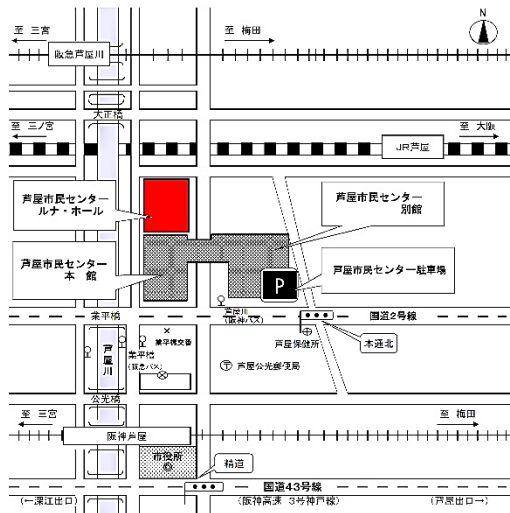 至 三宮
至 梅田
N
阪急芦屋川
大正橋
至 三ノ宮
至 大阪
JR芦屋
芦屋市民センター
ルナ・ホール
芦屋市民センター
別館
芦屋市民センター
本 館
芦屋市民センター駐車場
P
芦屋川
(阪神バス)
業平橋
国道2号線
芦屋川
業平橋交番
業平橋
(阪急バス)
芦屋保健所
本通北
芦屋公光郵便局
公光橋
至 三宮
至 梅田
阪神芦屋
市役所
精道
国道43号線
(←深江出口)
(阪神高速 3号神戸線)
(芦屋出口→)